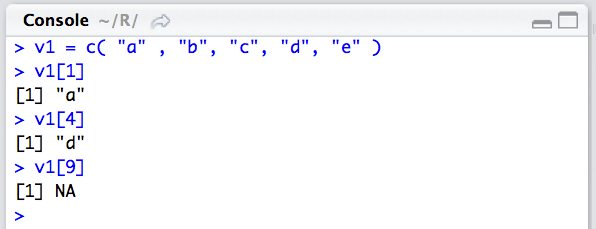 Console ~/R/
> v1 = c( "a" , "b", "c", "d", "e" )
> v1[1]
[1] "a"
> v1[4]
[1] "d"
> v1[9]
[1] NA
>